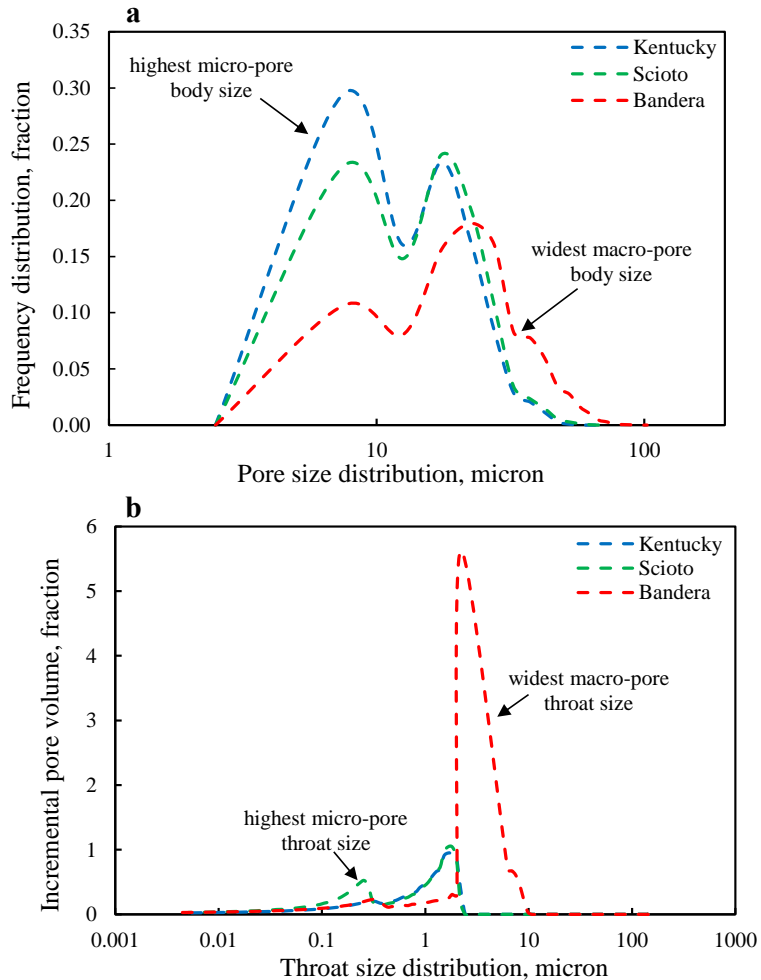 a
Frequency distribution, fraction
0.35
0.30
0.25
0.20
0.15
0.10
0.05
0.00
highest micro-pore
body size
Kentucky
Scioto
Bandera
widest macro-pore
body size
1
10
100
Pore size distribution, micron
b
Incremental pore volume, fraction
6
5
4
3
2
1
0
Kentucky
Scioto
Bandera
widest macro-pore
throat size
highest micro-pore
throat size
0.001
0.01
0.1
1
10
100
1000
Throat size distribution, micron